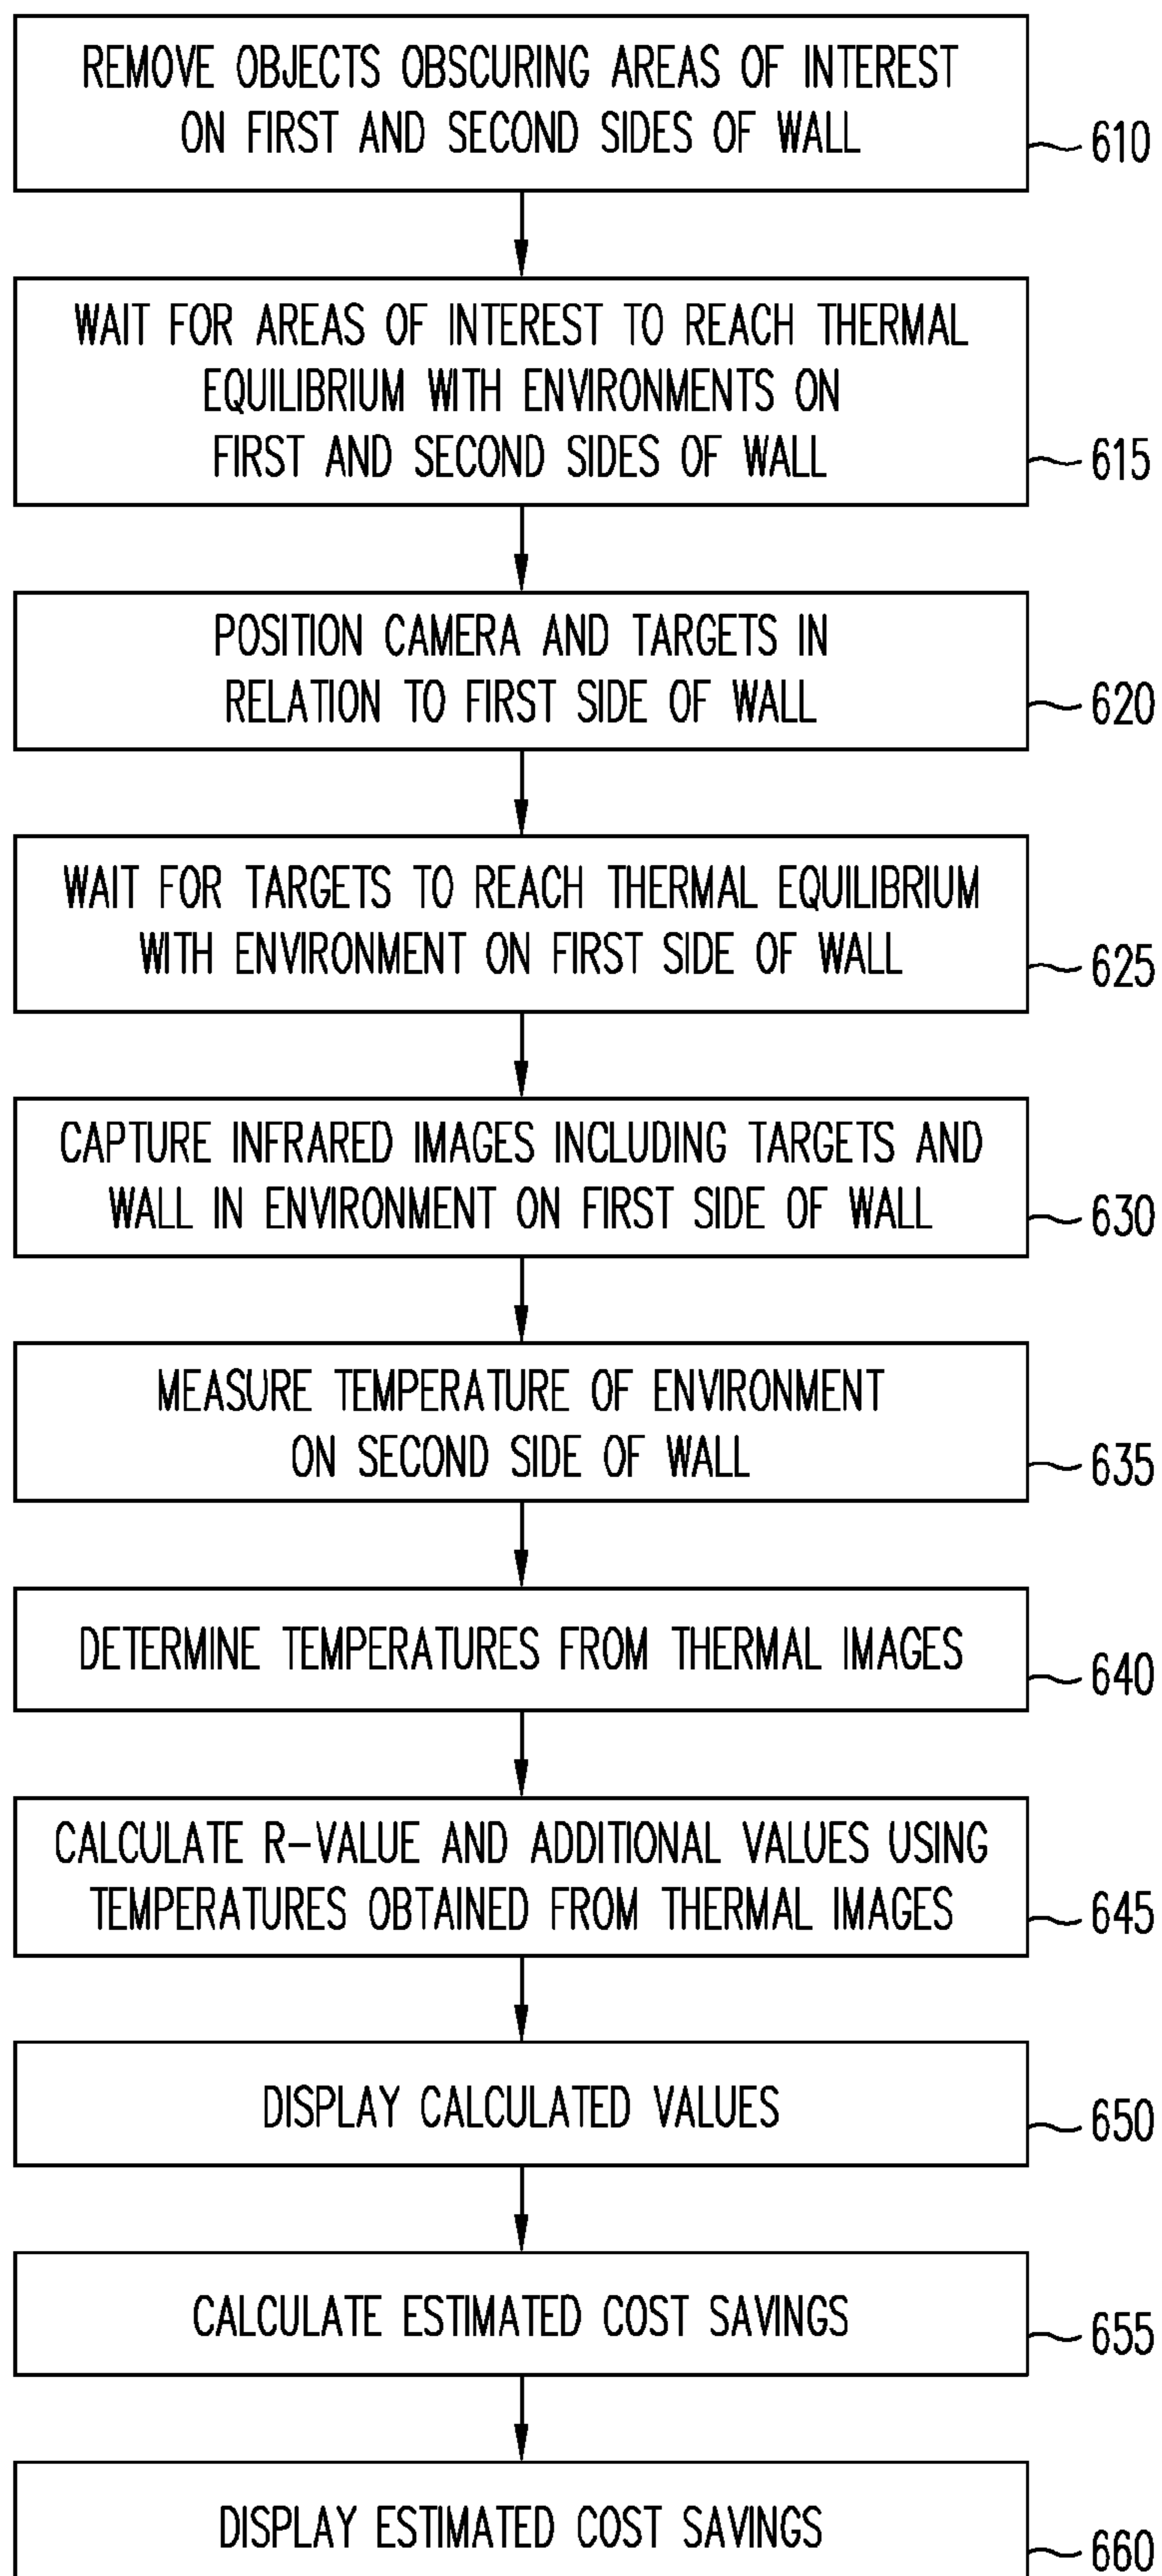 REMOVE OBJECTS OBSCURING AREAS OF INTEREST
ON FIRST AND SECOND SIDES OF WALL
610
WAIT FOR AREAS OF INTEREST TO REACH THERMAL
EQUILIBRIUM WITH ENVIRONMENTS ON
FIRST AND SECOND SIDES OF WALL
615
POSITION CAMERA AND TARGETS IN
RELATION TO FIRST SIDE OF WALL
620
WAIT FOR TARGETS TO REACH THERMAL EQUILIBRIUM
WITH ENVIRONMENT ON FIRST SIDE OF WALL
625
CAPTURE INFRARED IMAGES INCLUDING TARGETS AND
WALL IN ENVIRONMENT ON FIRST SIDE OF WALL
630
MEASURE TEMPERATURE OF ENVIRONMENT
ON SECOND SIDE OF WALL
635
DETERMINE TEMPERATURES FROM THERMAL IMAGES
640
CALCULATE R-VALUE AND ADDITIONAL VALUES USING
TEMPERATURES OBTAINED FROM THERMAL IMAGES
645
DISPLAY CALCULATED VALUES
650
CALCULATE ESTIMATED COST SAVINGS
655
DISPLAY ESTIMATED COST SAVINGS
660